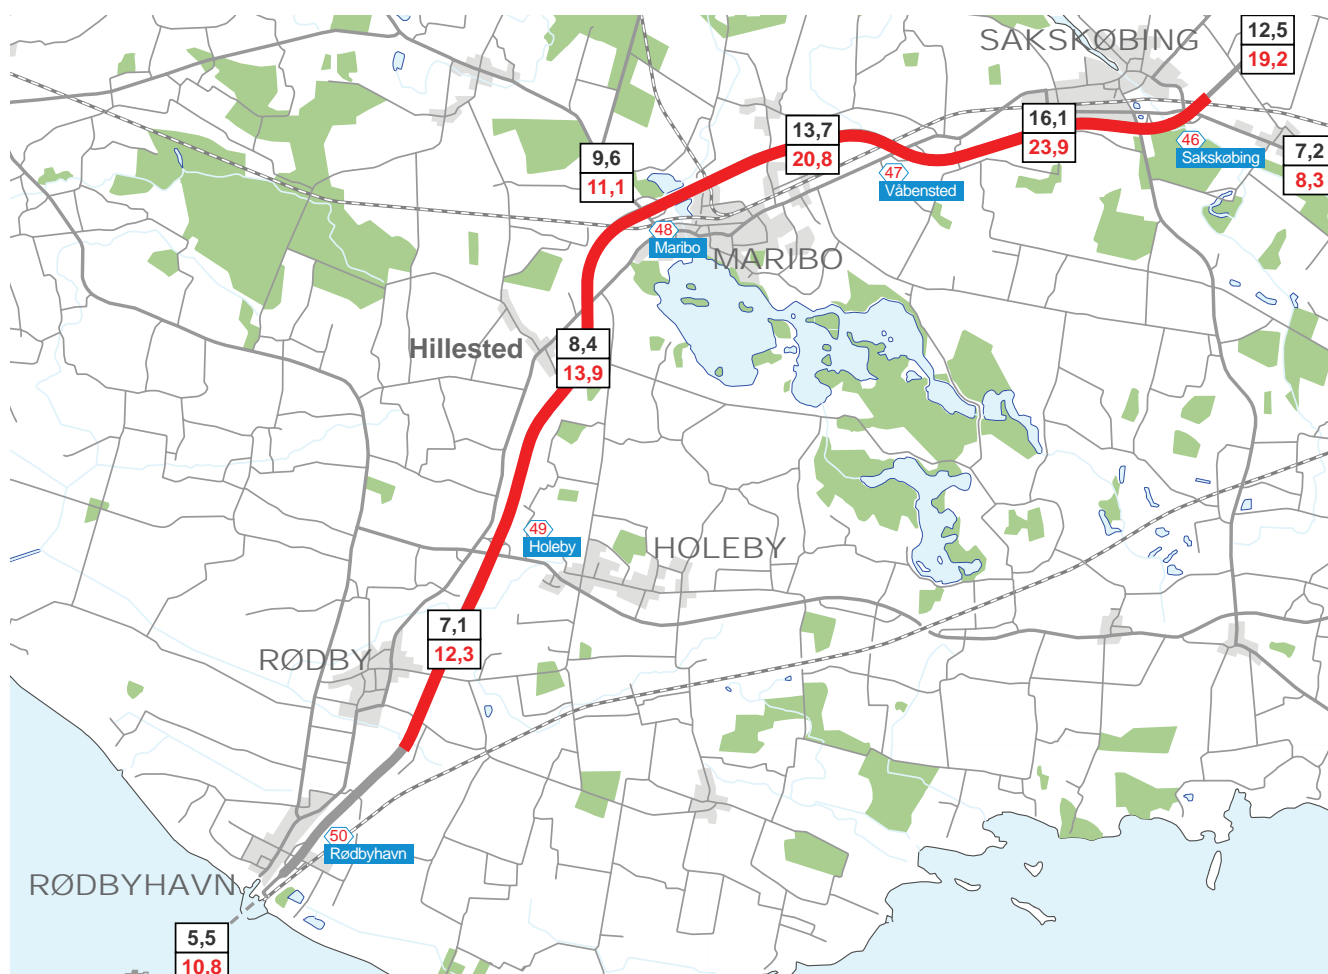 SAKSKØBING
12,5
19,2
16,1
23,9
13,7
20,8
46
Sakskøbing
7,2
8,3
9,6
11,1
47
Våbensted
48
Maribo
MARIBO
Hillested
8,4
13,9
49
Holeby
HOLEBY
7,1
12,3
RØDBY
50
Rødbyhavn
RØDBYHAVN
5,5
10,8